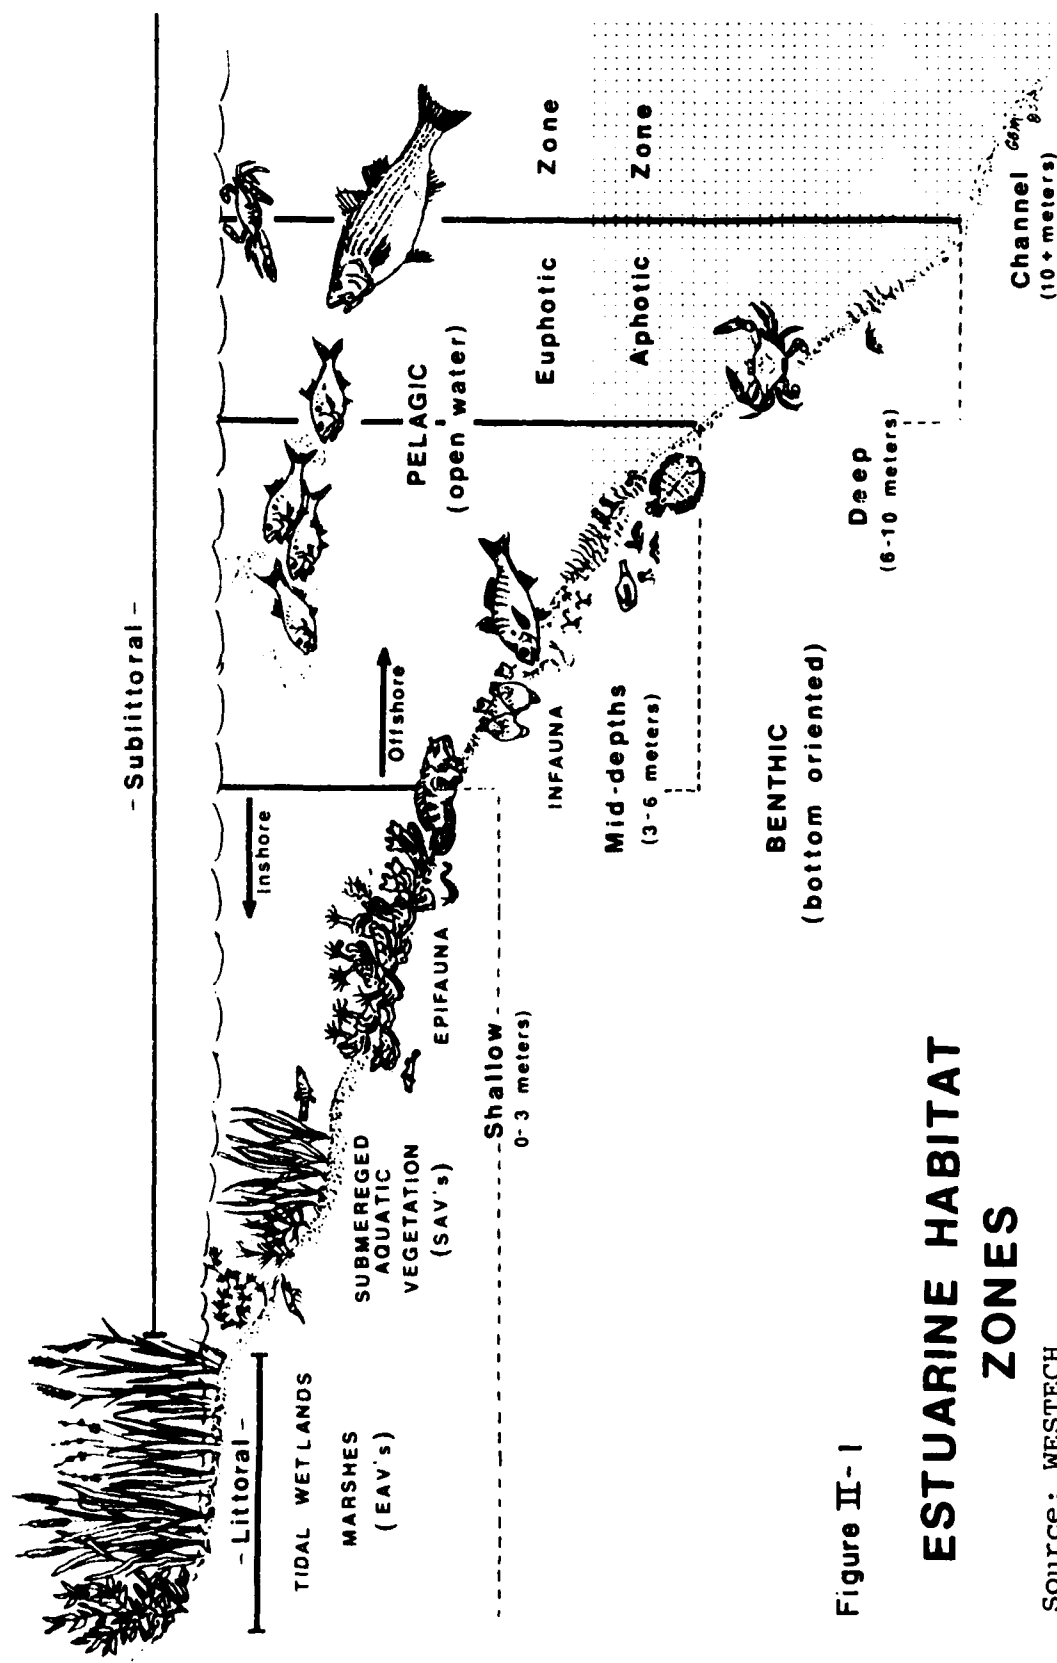 -Sublittoral-
Inshore
Offshore
-Littoral-
TIDAL WETLANDS
MARSHES
(EAV's)
SUBMEREGED
AQUATIC
VEGETATION
(SAV's)
EPIFAUNA
INFAUNA
PELAGIC
(open water)
Euphotic Zone
Aphotic Zone
Shallow
0-3 meters)
Mid-depths
(3-6 meters)
Deep
(6-10 meters)
Channel
(10+meters)
BENTHIC
(bottom oriented)
Figure II-1
ESTUARINE HABITAT
ZONES
Source: WESTECH